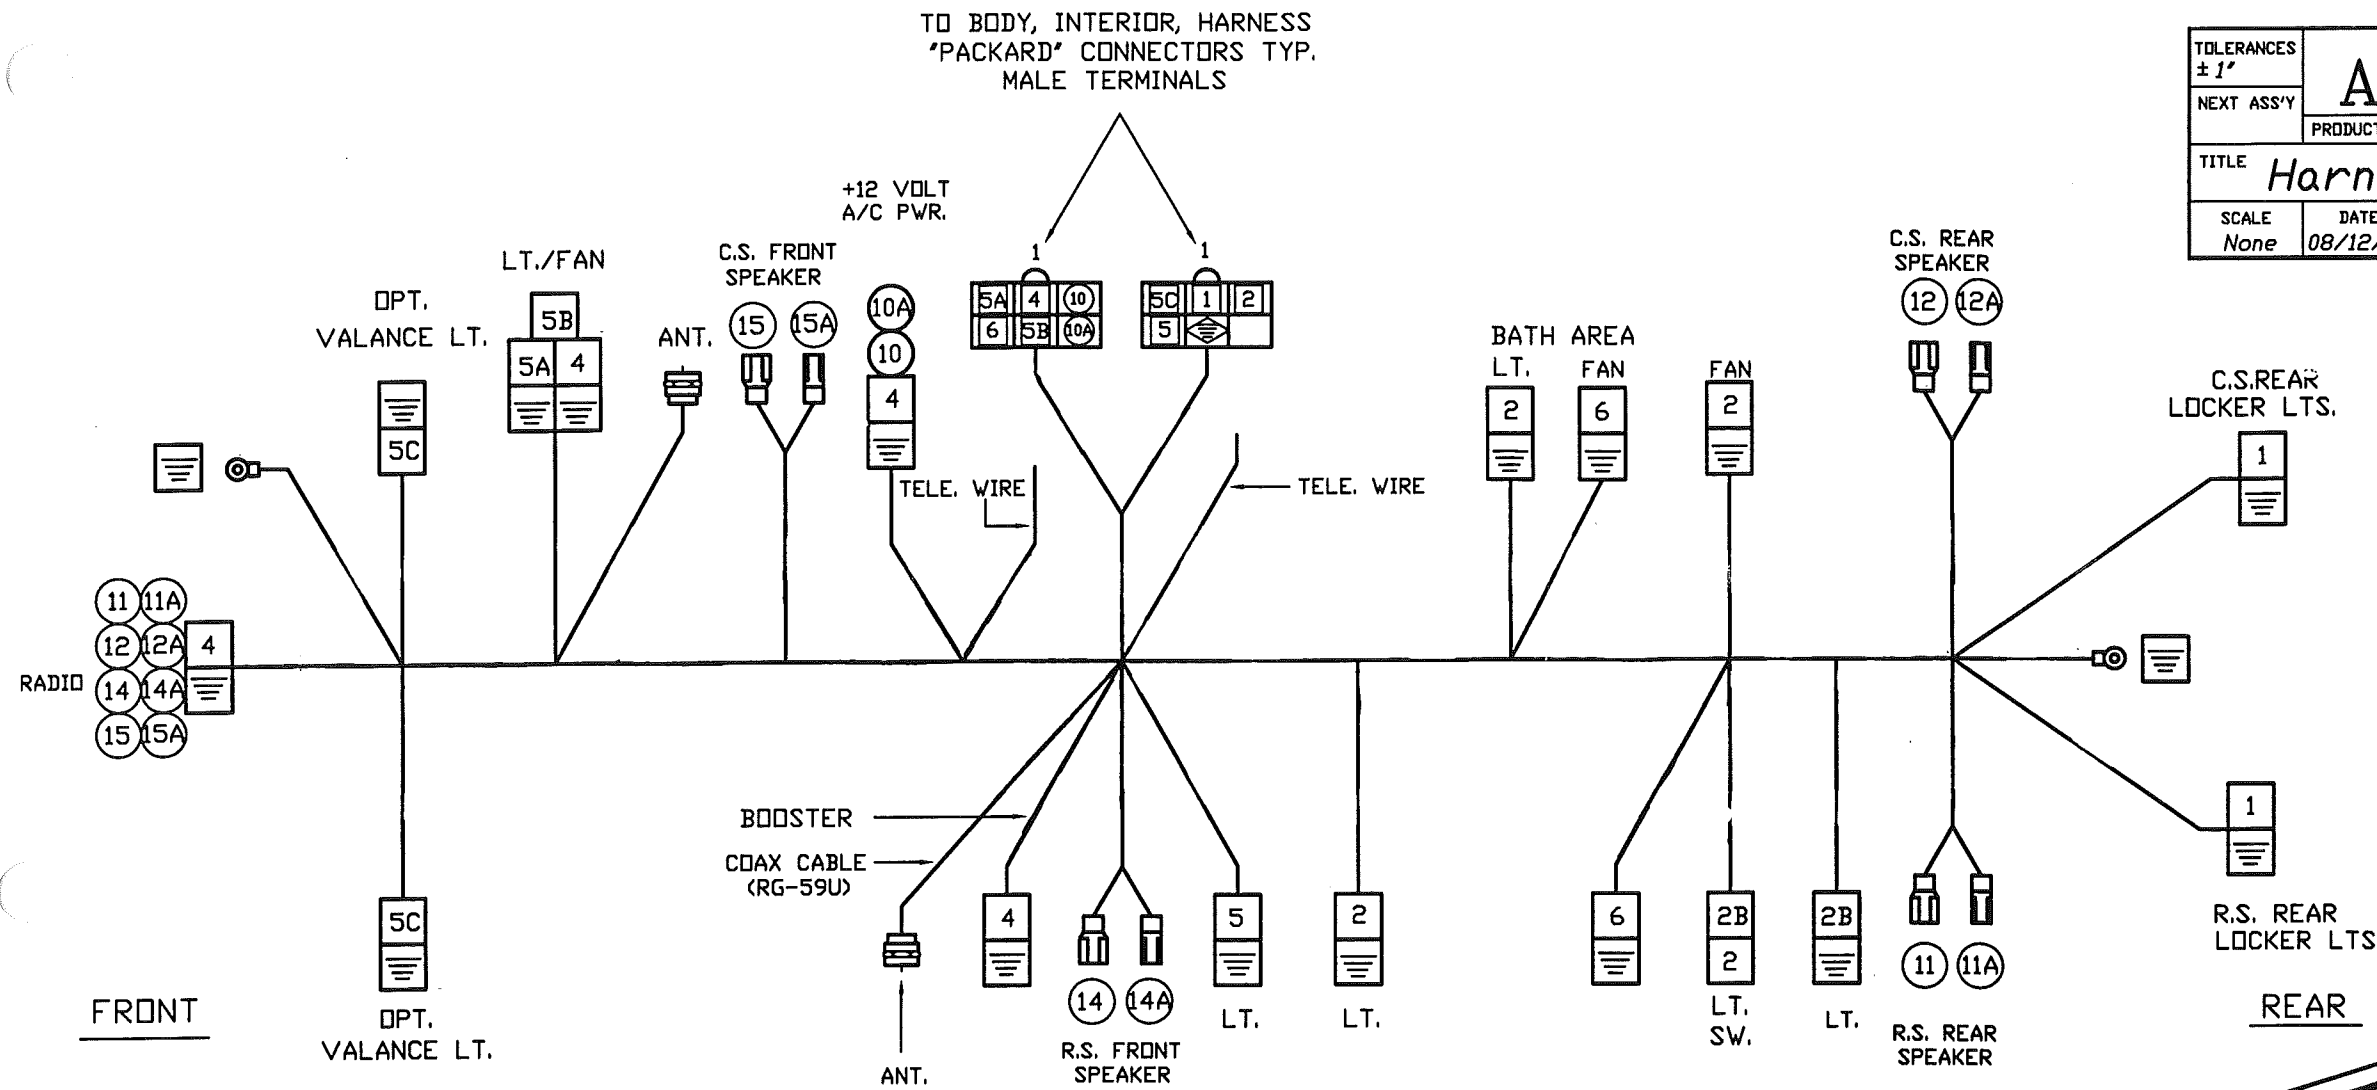 TO BODY, INTERIOR, HARNESS
"PACKARD" CONNECTORS TYP.
MALE TERMINALS
TOLERANCES
± 1"
NEXT ASS'Y
A
PRODUCT
TITLE Harn
SCALE
None
DATE
08/12/
+12 VOLT
A/C PWR.
LT./FAN
5B
5A 4
OPT.
VALANCE LT.
5C
ANT.
C.S. FRONT
SPEAKER
15 15A
10A
10
4
TELE. WIRE
1
5A 4 10
6 5B 10A
1
5C 1 2
5
TELE. WIRE
BATH AREA
LT. FAN
2 6
FAN
2
C.S. REAR
SPEAKER
12 12A
C.S.REAR
LOCKER LTS.
1
RADIO
11 11A
12 12A 4
14 14A
15 15A
BOOSTER
COAX CABLE
(RG-59U)
5C
OPT.
VALANCE LT.
FRONT
ANT.
4
14 14A
R.S. FRONT
SPEAKER
5
LT.
2
LT.
6
2B
2
LT.
SW.
2B
LT.
11 11A
R.S. REAR
SPEAKER
1
R.S. REAR
LOCKER LTS
REAR